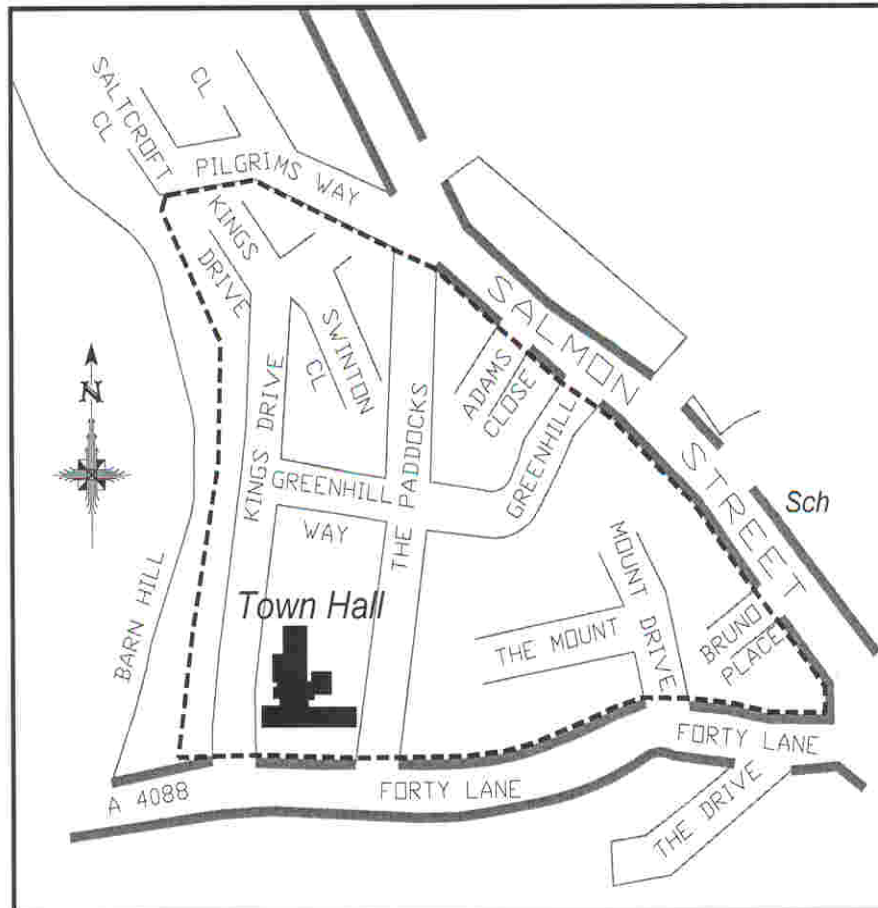 SALTCROFT
CL
CL
PILGRIMS WAY
KINGS
DRIVE
SWINTON
CL
SALMON
STREET
ADAMS
CLOSE
KINGS DRIVE
THE PADDOCKS
GREENHILL
WAY
GREENHILL
Sch
N
BARN HILL
Town Hall
MOUNT DRIVE
THE MOUNT
BRUNO
PLACE
FORTY LANE
FORTY LANE
A 4088
THE DRIVE